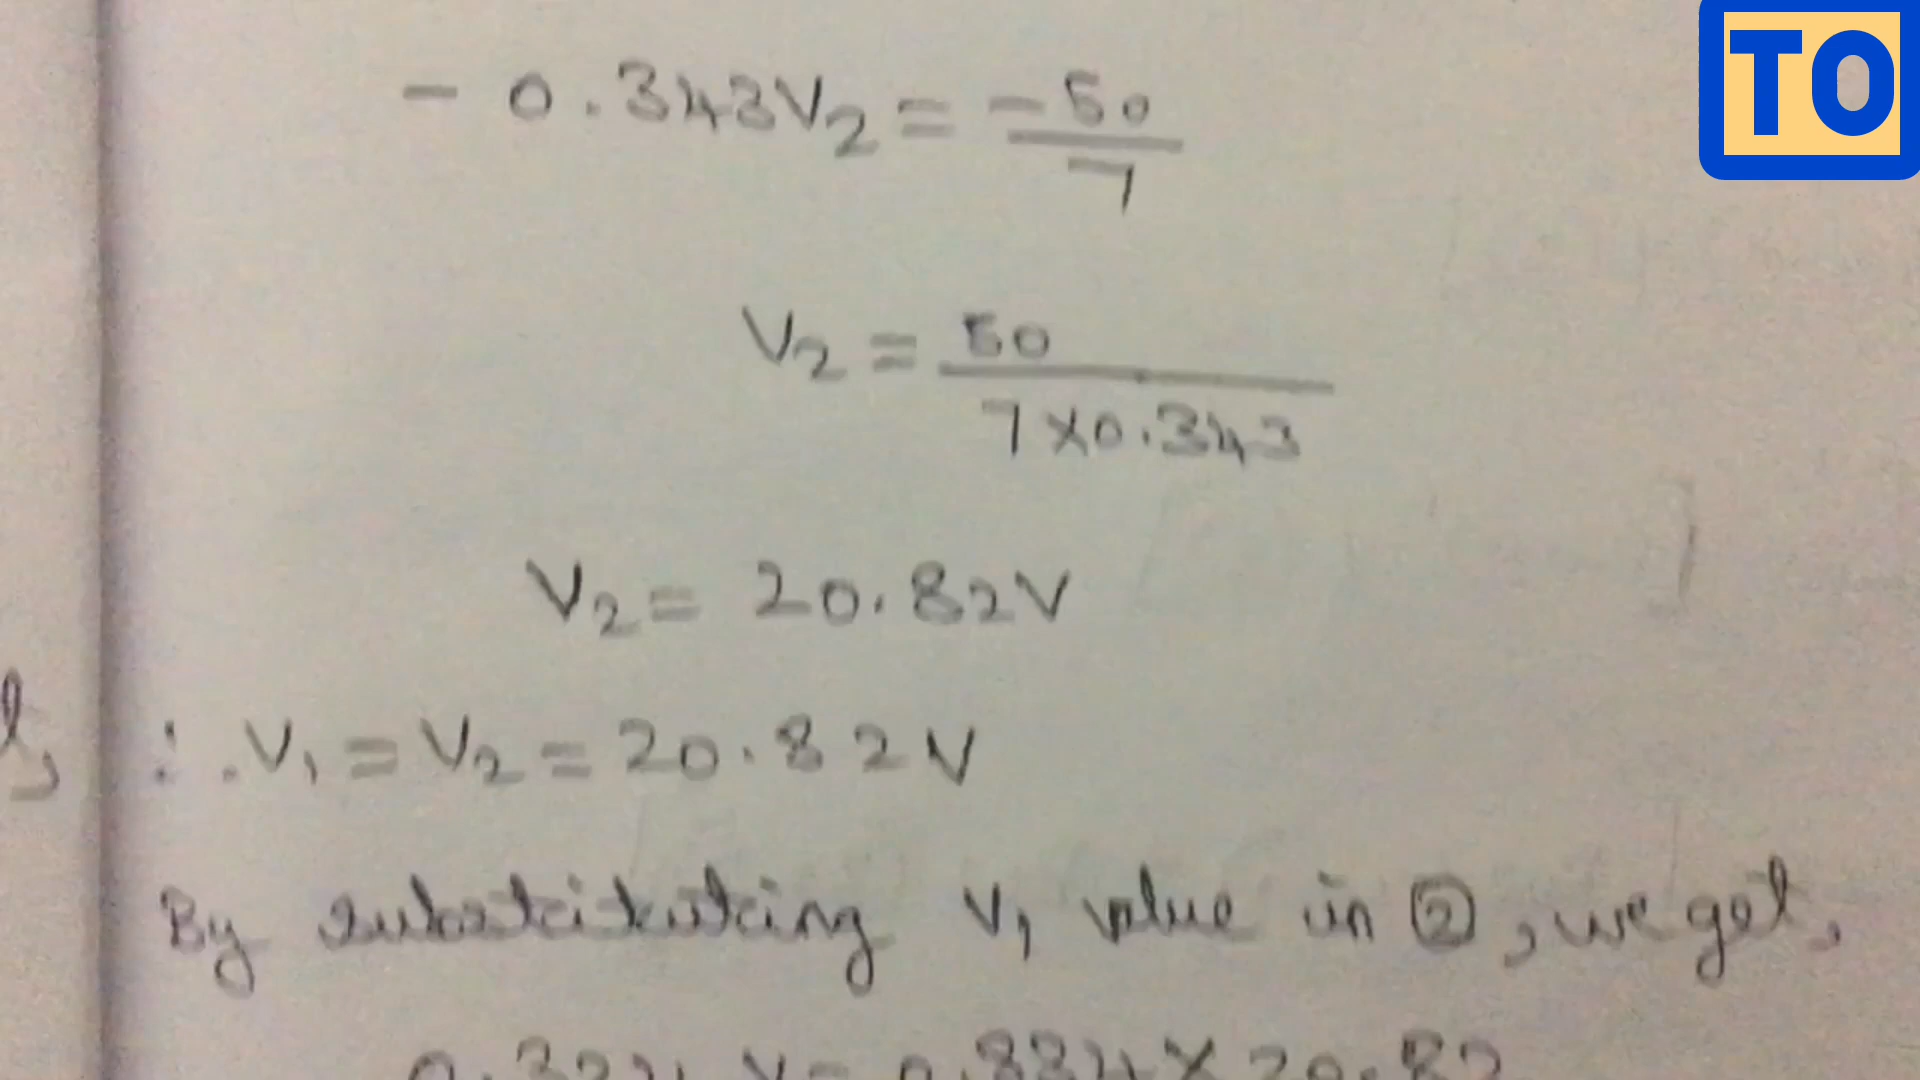 TO
- 0.343V₂ = -50/7
V₂ = 50/7×0.343
V₂ = 20.82V
∴ V₁ = V₂ = 20.82V
By substituting V₁ value in ②, we get,